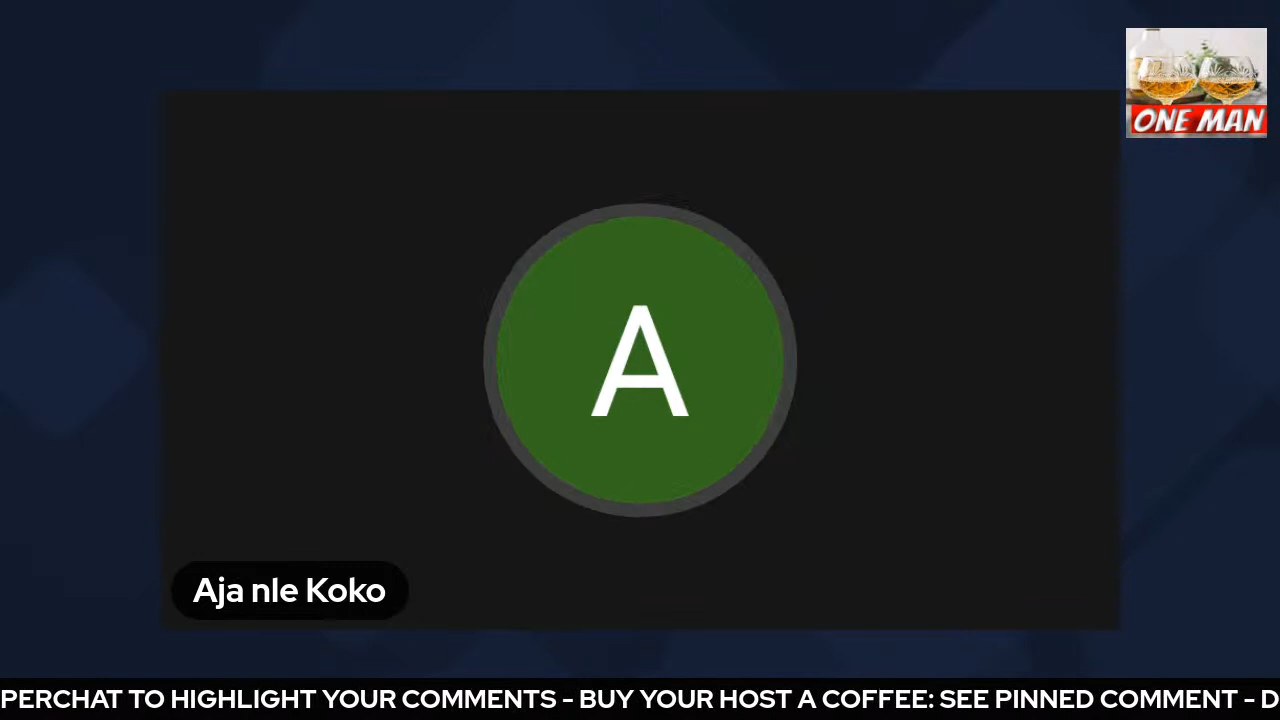 ONE MAN
A
Aja nle Koko
PERCHAT TO HIGHLIGHT YOUR COMMENTS - BUY YOUR HOST A COFFEE: SEE PINNED COMMENT - D